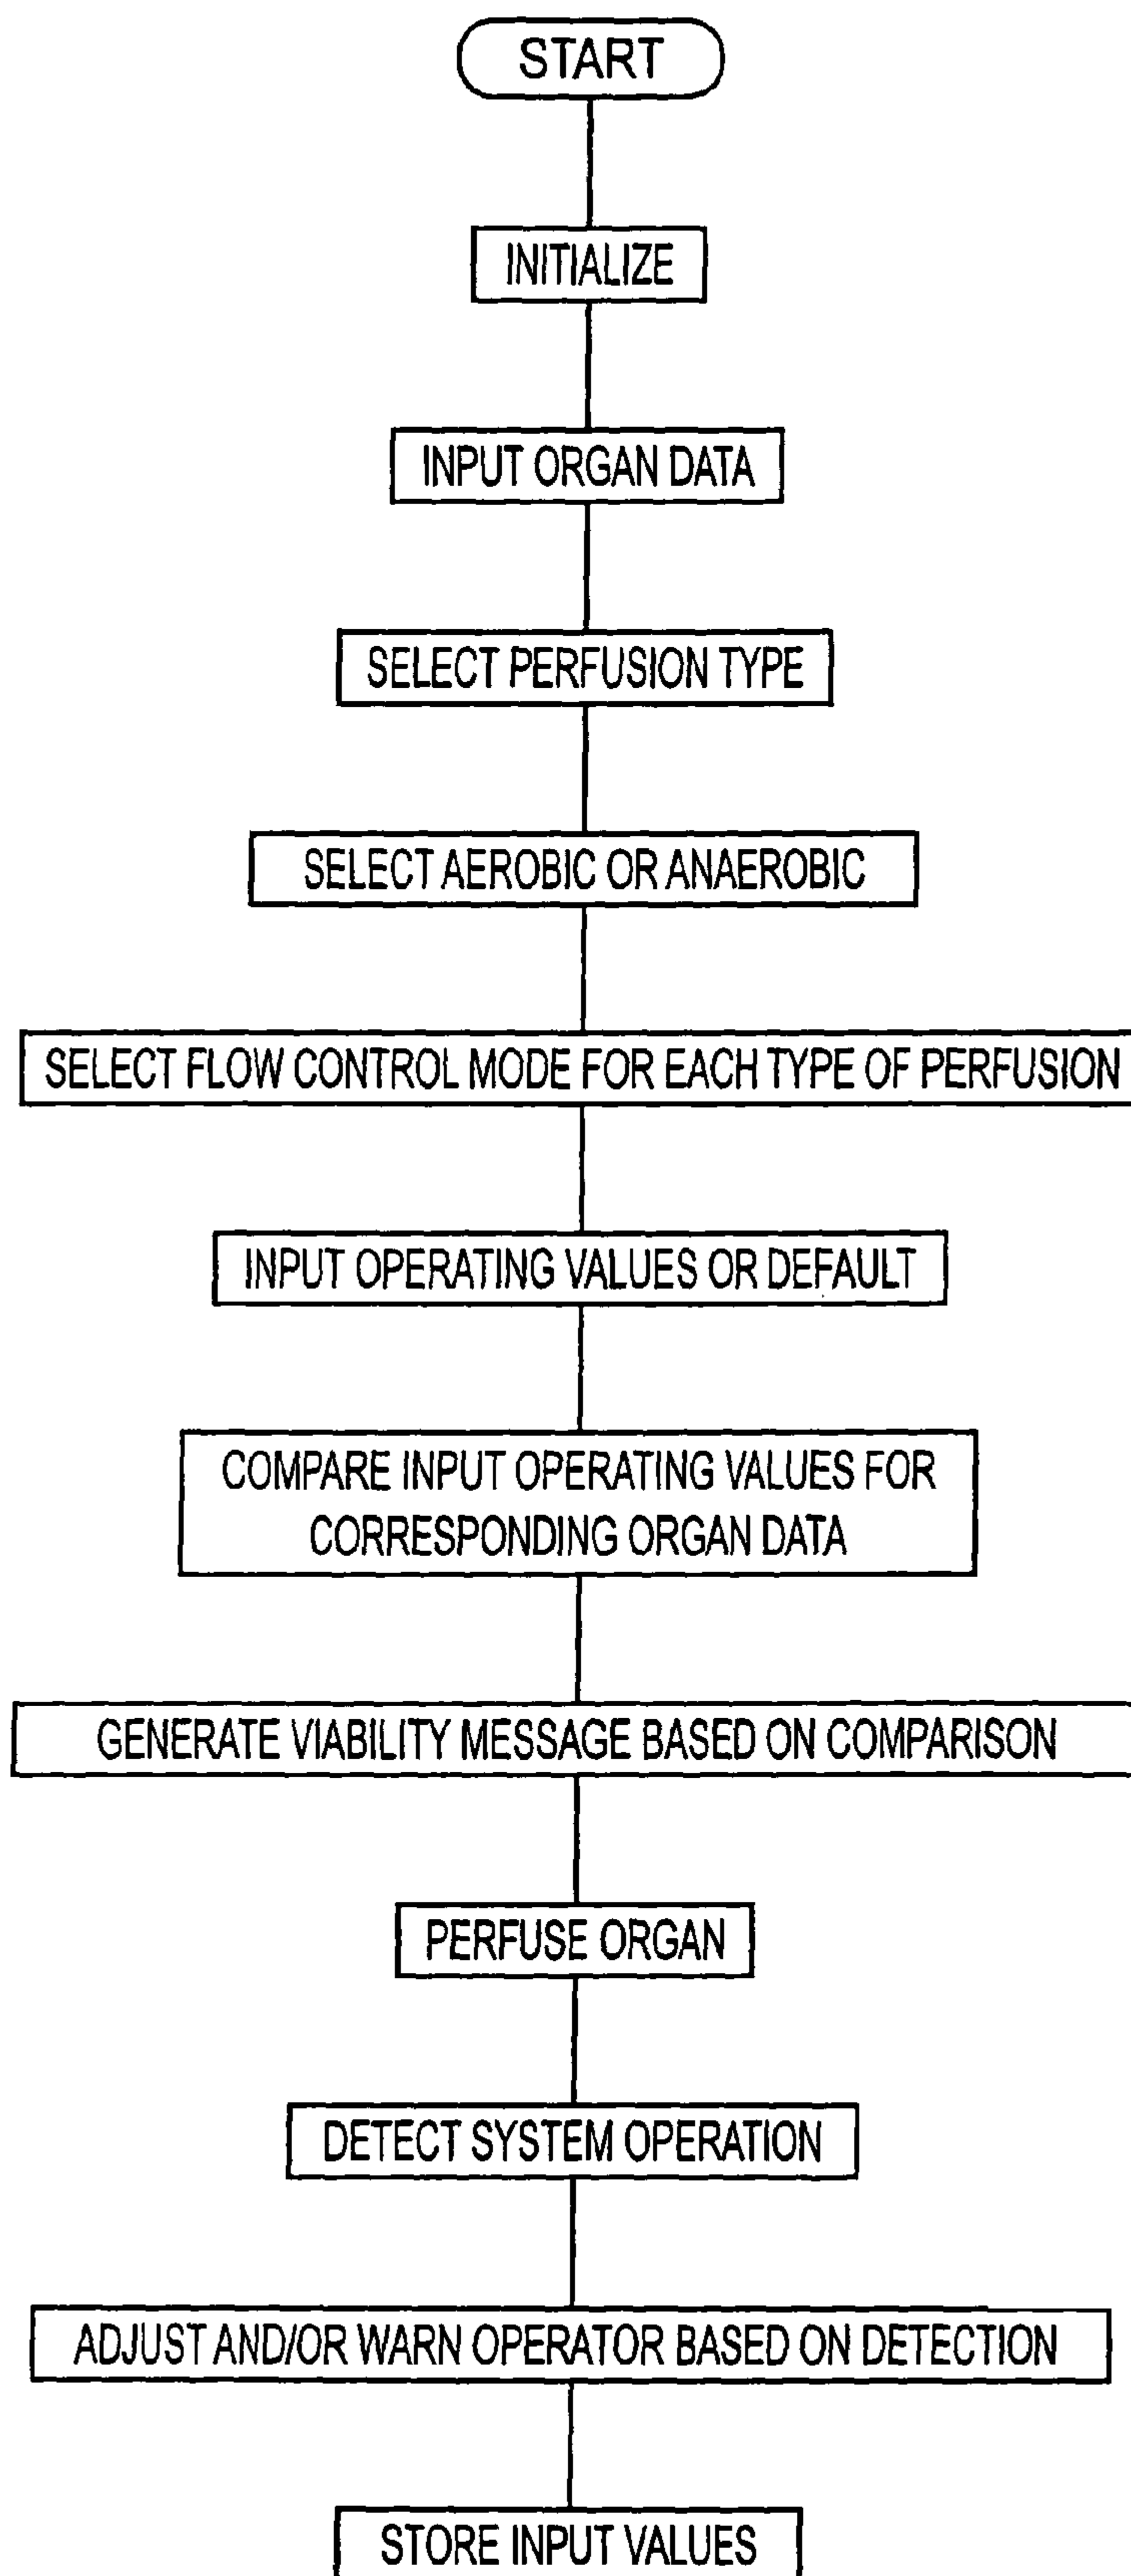 START
INITIALIZE
INPUT ORGAN DATA
SELECT PERFUSION TYPE
SELECT AEROBIC OR ANAEROBIC
SELECT FLOW CONTROL MODE FOR EACH TYPE OF PERFUSION
INPUT OPERATING VALUES OR DEFAULT
COMPARE INPUT OPERATING VALUES FOR
CORRESPONDING ORGAN DATA
GENERATE VIABILITY MESSAGE BASED ON COMPARISON
PERFUSE ORGAN
DETECT SYSTEM OPERATION
ADJUST AND/OR WARN OPERATOR BASED ON DETECTION
STORE INPUT VALUES